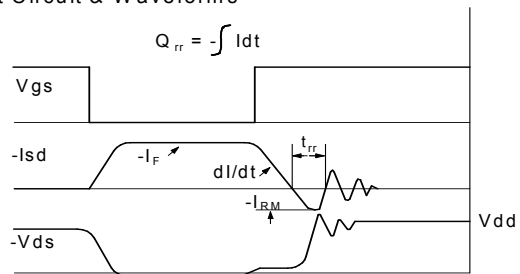 t Circuit & Waveforms
Q rr = -∫ Idt
Vgs
-Isd
-I F
dI/dt
t rr
-I RM
Vdd
-Vds